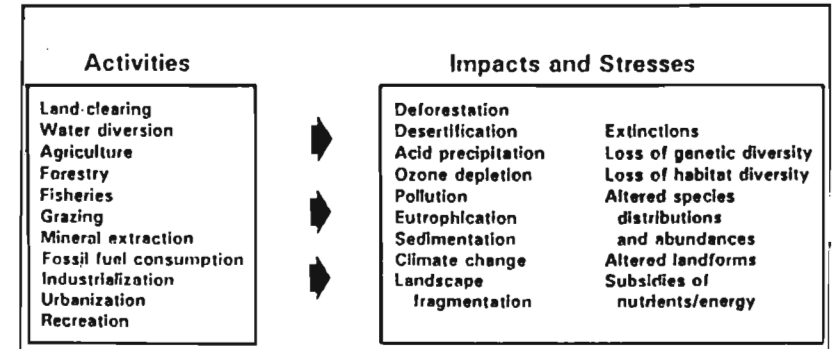 Activities
Impacts and Stresses
Land-clearing
Water diversion
Agriculture
Forestry
Fisheries
Grazing
Mineral extraction
Fossil fuel consumption
Industrialization
Urbanization
Recreation
Deforestation
Desertification
Acid precipitation
Ozone depletion
Pollution
Eutrophication
Sedimentation
Climate change
Landscape
fragmentation
Extinctions
Loss of genetic diversity
Loss of habitat diversity
Altered species
distributions
and abundances
Altered landforms
Subsidies of
nutrients/energy